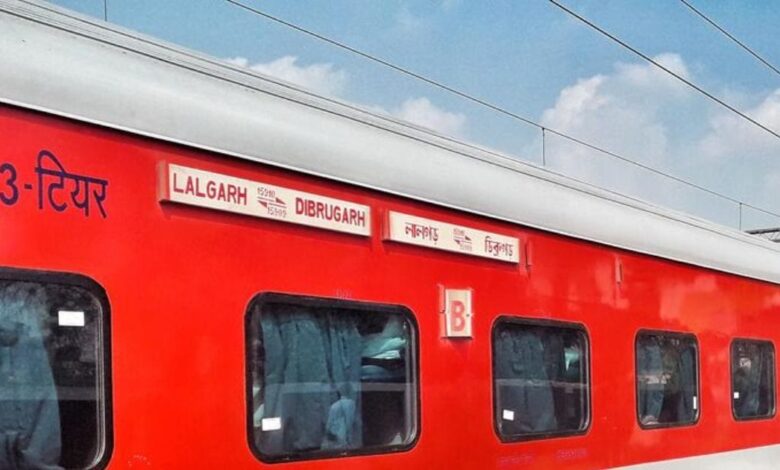 3-टियर
LALGARH 15910 15909 DIBRUGARH
লালগড় ডিব্রুগড়
B